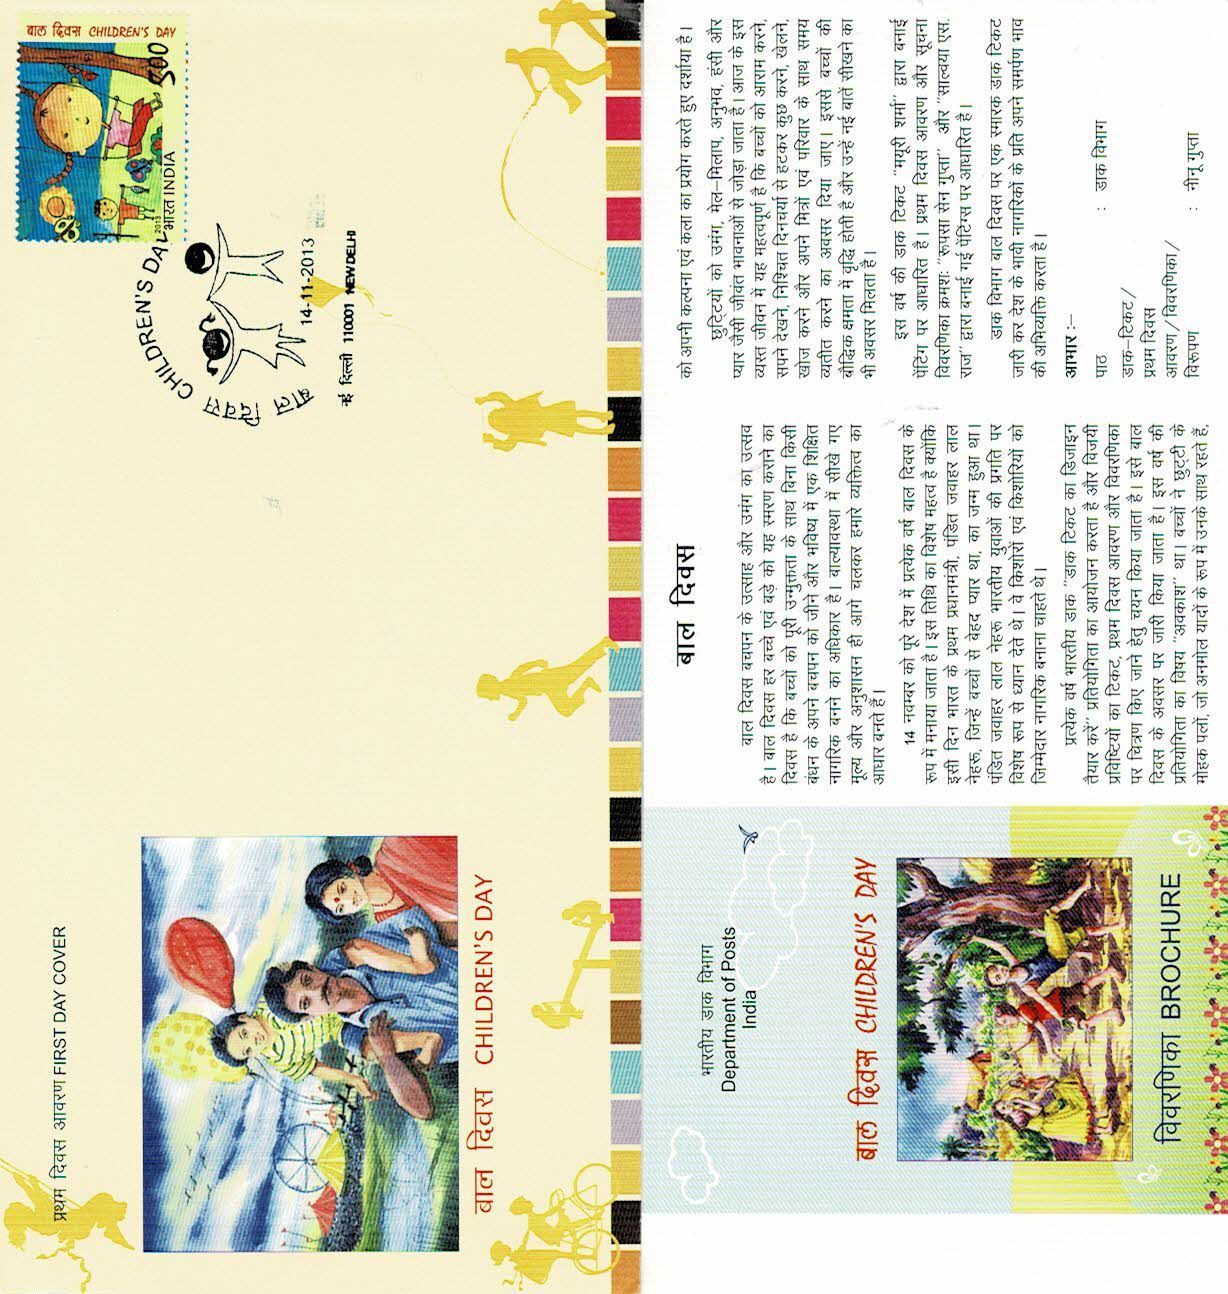 प्रथम दिवस आवरण FIRST DAY COVER
बाल दिवस CHILDREN'S DAY
2013
भारत INDIA
500
बाल दिवस CHILDREN'S DAY
14-11-2013
नई दिल्ली 110001 NEW DELHI
बाल दिवस CHILDREN'S DAY
भारतीय डाक विभाग
Department of Posts
India
बाल दिवस CHILDREN'S DAY
विवरणिका BROCHURE
बाल दिवस
बाल दिवस बचपन के उत्साह और उमंग का उत्सव
है। बाल दिवस हर बच्चे एवं बड़े को यह स्मरण कराने का
दिवस है कि बच्चों को पूरी उन्मुक्तता के साथ बिना किसी
बंधन के अपने बचपन को जीने और भविष्य में एक शिक्षित
नागरिक बनने का अधिकार है। बाल्यावस्था में सीखे गए
मूल्य और अनुशासन ही आगे चलकर हमारे व्यक्तित्व का
आधार बनते हैं।
14 नवम्बर को पूरे देश में प्रत्येक वर्ष बाल दिवस के
रूप में मनाया जाता है। इस तिथि का विशेष महत्व है क्योंकि
इसी दिन भारत के प्रथम प्रधानमंत्री, पंडित जवाहर लाल
नेहरू, जिन्हें बच्चों से बेहद प्यार था, का जन्म हुआ था।
पंडित जवाहर लाल नेहरू भारतीय युवाओं की प्रगति पर
विशेष रूप से ध्यान देते थे। वे किशोरों एवं किशोरियों को
जिम्मेदार नागरिक बनाना चाहते थे।
प्रत्येक वर्ष भारतीय डाक "डाक टिकट का डिजाइन
तैयार करें" प्रतियोगिता का आयोजन करता है और विजयी
प्रविष्टियों का टिकट, प्रथम दिवस आवरण और विवरणिका
पर चित्रण किए जाने हेतु चयन किया जाता है। इसे बाल
दिवस के अवसर पर जारी किया जाता है। इस वर्ष की
प्रतियोगिता का विषय "अवकाश" था। बच्चों ने छुट्टी के
मोहक पलों, जो अनमोल यादों के रूप में उनके साथ रहते हैं,
को अपनी कल्पना एवं कला का प्रयोग करते हुए दर्शाया है।
छुट्टियों को उमंग, मेल-मिलाप, अनुभव, हंसी और
प्यार जैसी जीवंत भावनाओं से जोड़ा जाता है। आज के इस
व्यस्त जीवन में यह महत्वपूर्ण है कि बच्चों को आराम करने,
सपने देखने, निश्चित दिनचर्या से हटकर कुछ करने, खेलने,
खोज करने और अपने मित्रों एवं परिवार के साथ समय
व्यतीत करने का अवसर दिया जाए। इससे बच्चों की
बौद्धिक क्षमता में वृद्धि होती है और उन्हें नई बातें सीखने का
भी अवसर मिलता है।
इस वर्ष की डाक टिकट "मयूरी शर्मा" द्वारा बनाई
पेंटिंग पर आधारित है। प्रथम दिवस आवरण और सूचना
विवरणिका क्रमशः "रूपसा सेन गुप्ता" और "साल्वया एस.
राज" द्वारा बनाई गई पेंटिंग्स पर आधारित है।
डाक विभाग बाल दिवस पर एक स्मारक डाक टिकट
जारी कर देश के भावी नागरिकों के प्रति अपने समर्पण भाव
की अभिव्यक्ति करता है।
आभार :–
पाठ : डाक विभाग
डाक-टिकट/
प्रथम दिवस
आवरण/विवरणिका/
विरूपण : नीनू गुप्ता